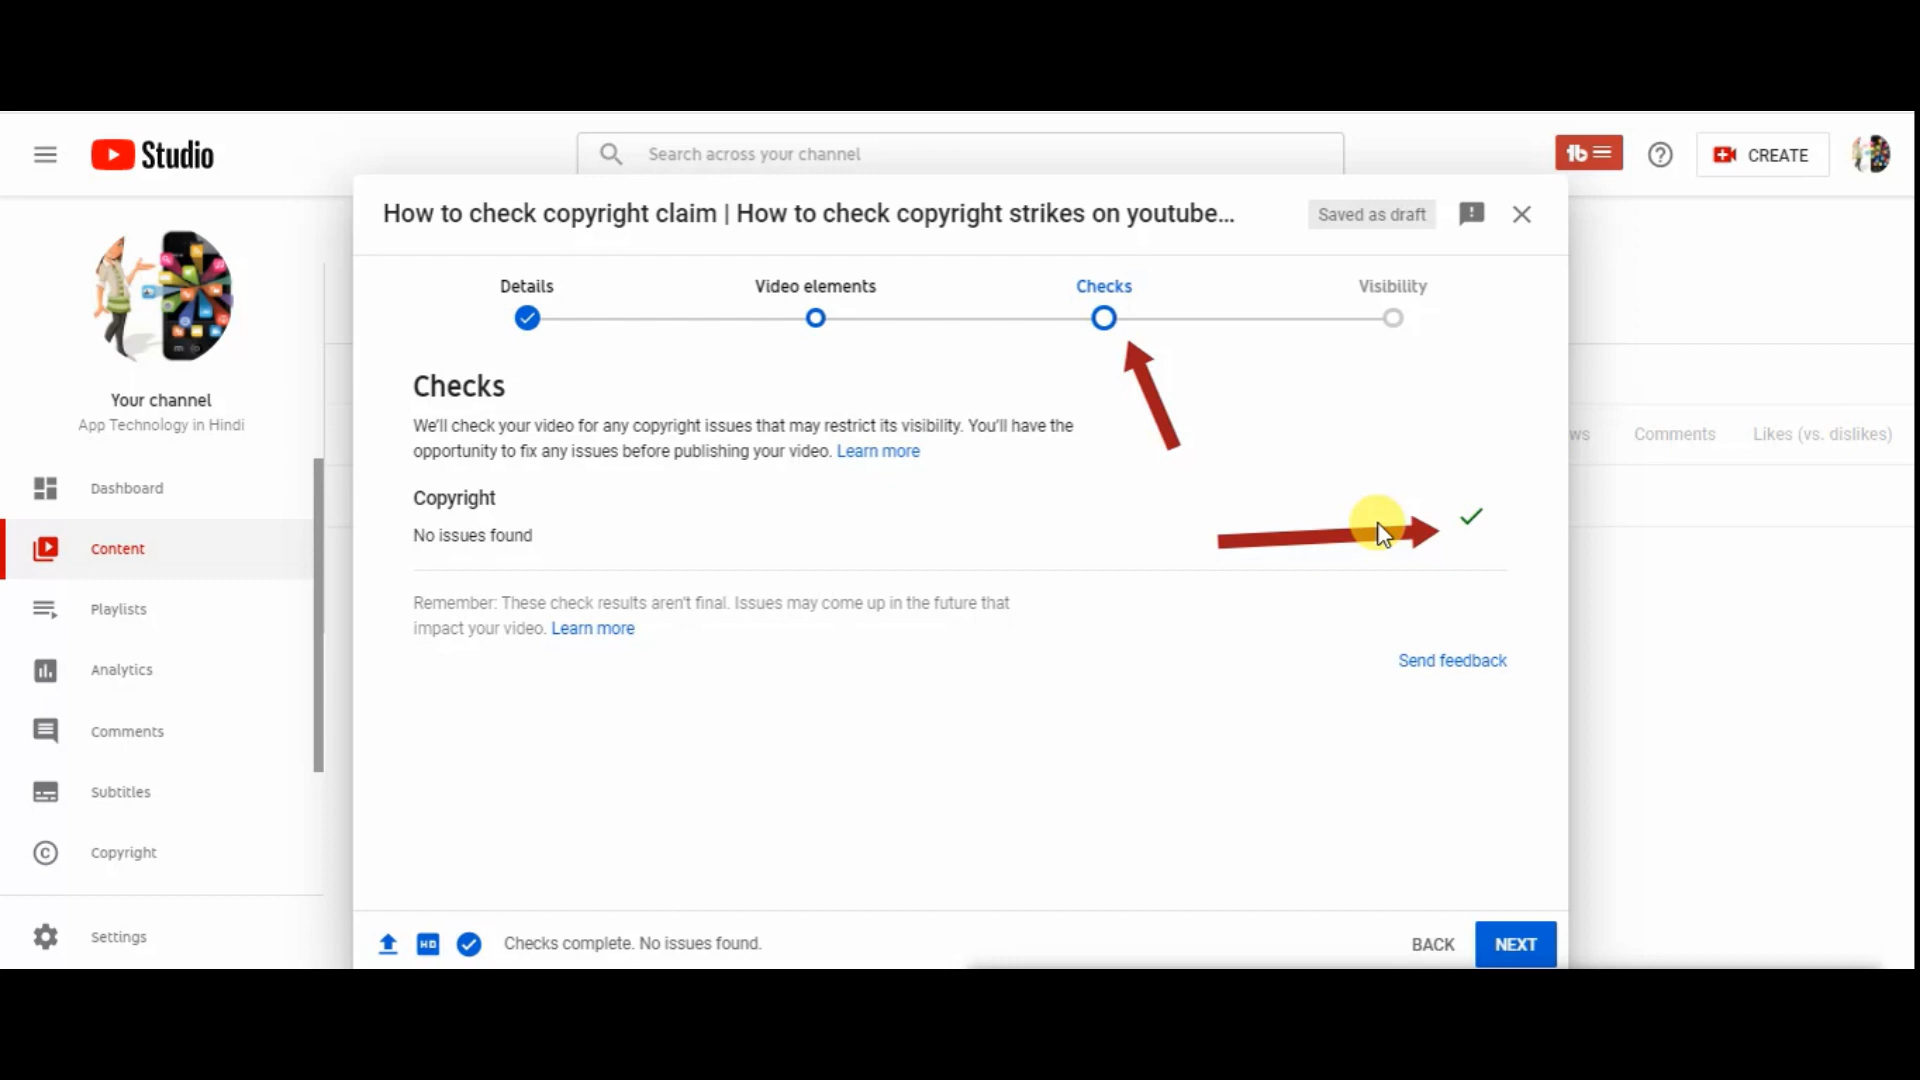 Studio
Search across your channel
CREATE
How to check copyright claim | How to check copyright strikes on youtube...
Saved as draft
Details
Video elements
Checks
Visibility
Your channel
App Technology in Hindi
Dashboard
Content
Playlists
Analytics
Comments
Subtitles
Copyright
Settings
Checks
We'll check your video for any copyright issues that may restrict its visibility. You'll have the
opportunity to fix any issues before publishing your video. Learn more
Copyright
No issues found
Remember: These check results aren't final. Issues may come up in the future that
impact your video. Learn more
Send feedback
ws
Comments
Likes (vs. dislikes)
HD
Checks complete. No issues found.
BACK
NEXT